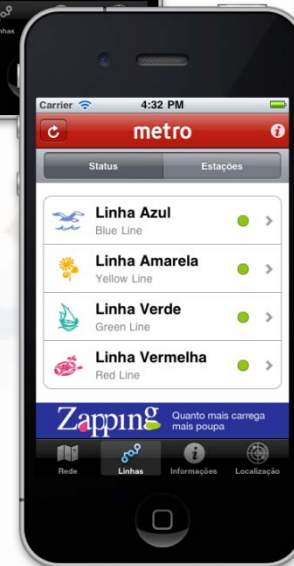 nhas
Carrier 4:32 PM
metro
Status Estações
Linha Azul
Blue Line
Linha Amarela
Yellow Line
Linha Verde
Green Line
Linha Vermelha
Red Line
Zapping Quanto mais carrega
mais poupa
Rede Linhas Informações Localização